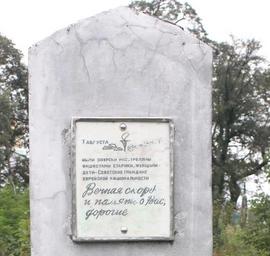 7 августа
были зверски расстреляны
фашистами старики, женщины
дети-Советские граждане
еврейской национальности
Вечная скорбь
и память о Вас,
дорогие